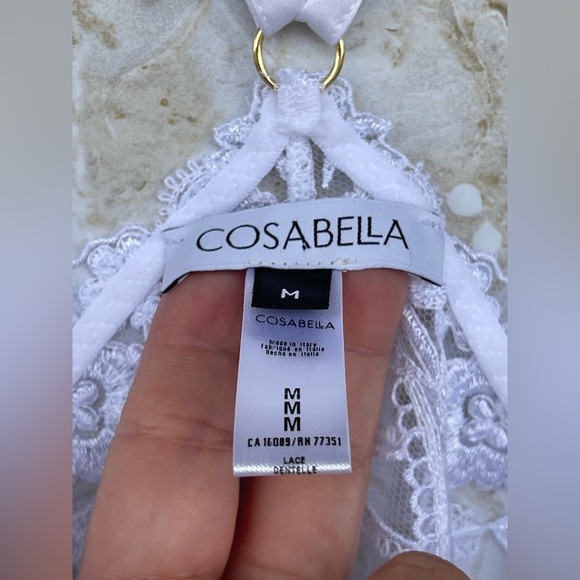 COSABELLA
M
COSABELLA
Made in Italy
Fabriqué en Italie
Hecho en Italia
M
M
M
CA 16089/RN 77351
LACE
DENTELLE